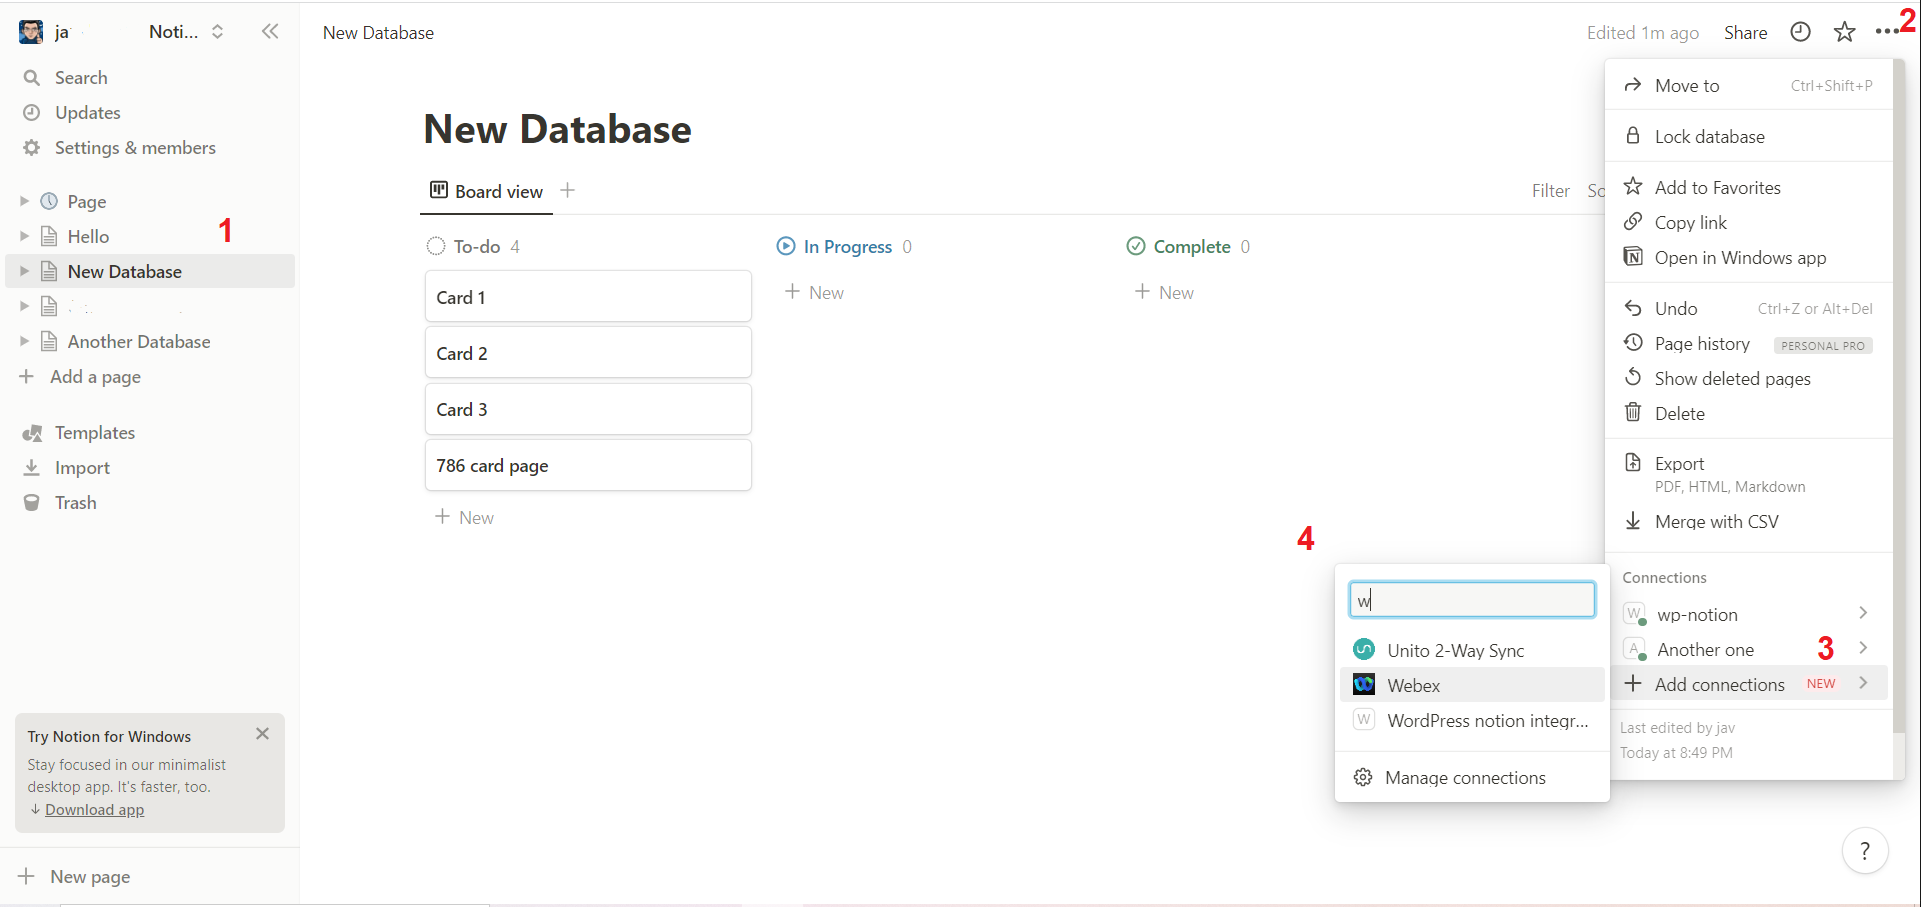 ja
Noti...
Search
Updates
Settings & members
Page
Hello
1
New Database
Another Database
Add a page
Templates
Import
Trash
Try Notion for Windows
Stay focused in our minimalist
desktop app. It's faster, too.
Download app
New page
New Database
Edited 1m ago
Share
2
New Database
Board view
Filter
So
To-do 4
In Progress 0
Complete 0
Card 1
New
New
Card 2
Card 3
786 card page
New
Move to Ctrl+Shift+P
Lock database
Add to Favorites
Copy link
Open in Windows app
Undo Ctrl+Z or Alt+Del
Page history PERSONAL PRO
Show deleted pages
Delete
Export
PDF, HTML, Markdown
Merge with CSV
Connections
W wp-notion
A Another one
3
Add connections NEW
Last edited by jav
Today at 8:49 PM
4
w
Unito 2-Way Sync
Webex
W WordPress notion integr...
Manage connections
?